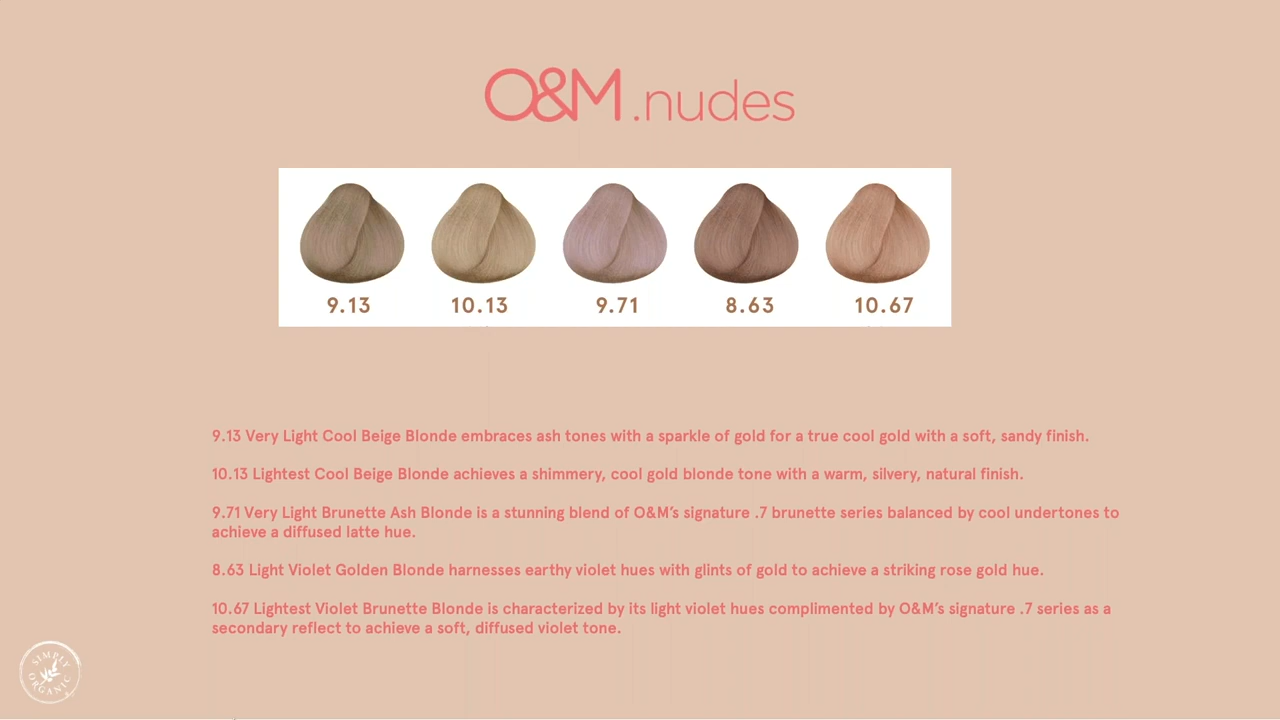 O&M.nudes
9.13 10.13 9.71 8.63 10.67
9.13 Very Light Cool Beige Blonde embraces ash tones with a sparkle of gold for a true cool gold with a soft, sandy finish.
10.13 Lightest Cool Beige Blonde achieves a shimmery, cool gold blonde tone with a warm, silvery, natural finish.
9.71 Very Light Brunette Ash Blonde is a stunning blend of O&M's signature .7 brunette series balanced by cool undertones to
achieve a diffused latte hue.
8.63 Light Violet Golden Blonde harnesses earthy violet hues with glints of gold to achieve a striking rose gold hue.
10.67 Lightest Violet Brunette Blonde is characterized by its light violet hues complimented by O&M's signature .7 series as a
secondary reflect to achieve a soft, diffused violet tone.
SIMPLY
ORGANIC